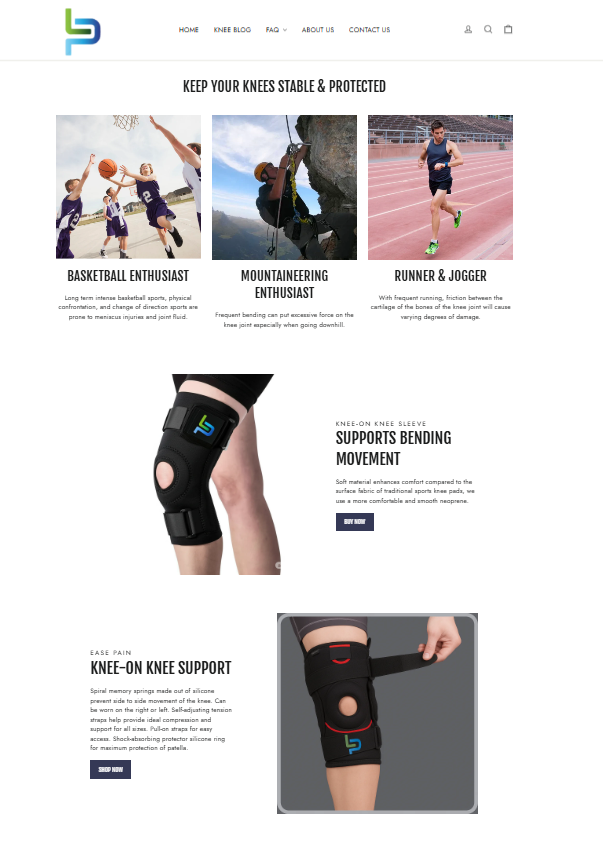 HOME KNEE BLOG FAQ ABOUT US CONTACT US
KEEP YOUR KNEES STABLE & PROTECTED
BASKETBALL ENTHUSIAST
Long term intense basketball sports, physical
confrontation, and change of direction sports are
prone to meniscus injuries and joint fluid.
MOUNTAINEERING
ENTHUSIAST
Frequent bending can put excessive force on the
knee joint especially when going downhill.
RUNNER & JOGGER
With frequent running, friction between the
cartilage of the bones of the knee joint will cause
varying degrees of damage.
KNEE-ON KNEE SLEEVE
SUPPORTS BENDING
MOVEMENT
Soft material enhances comfort compared to the
surface fabric of traditional sports knee pads, we
use a more comfortable and smooth neoprene.
BUY NOW
EASE PAIN
KNEE-ON KNEE SUPPORT
Spiral memory springs made out of silicone
prevent side to side movement of the knee. Can
be worn on the right or left. Self-adjusting tension
straps help provide ideal compression and
support for all sizes. Pull-on straps for easy
access. Shock-absorbing protector silicone ring
for maximum protection of patella.
SHOP NOW